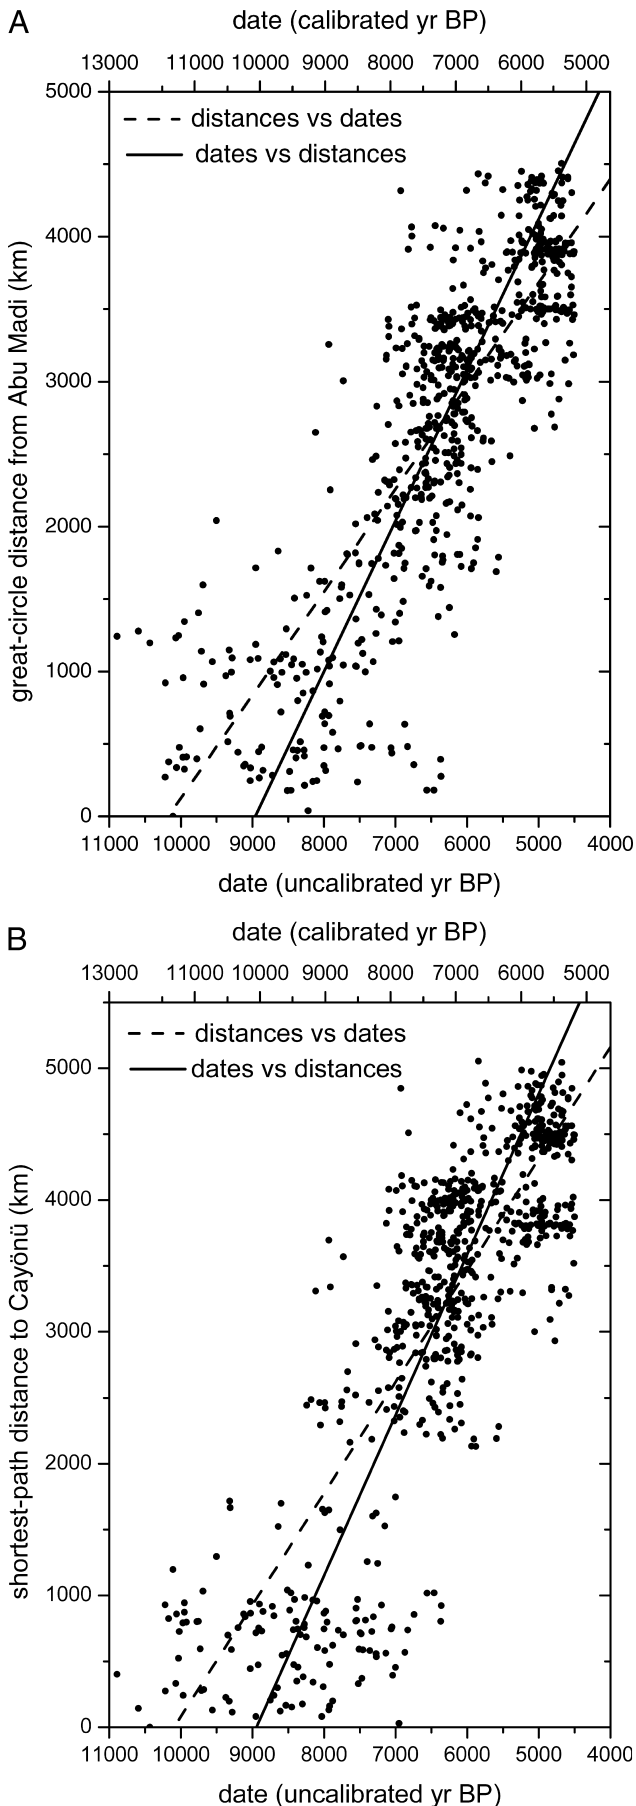 A
date (calibrated yr BP)
13000 11000 10000 9000 8000 7000 6000 5000
5000
distances vs dates
dates vs distances
4000
3000
2000
1000
0
great-circle distance from Abu Madi (km)
11000 10000 9000 8000 7000 6000 5000 4000
date (uncalibrated yr BP)
B
date (calibrated yr BP)
13000 11000 10000 9000 8000 7000 6000 5000
distances vs dates
dates vs distances
5000
4000
3000
2000
1000
0
shortest-path distance to Cayönü (km)
11000 10000 9000 8000 7000 6000 5000 4000
date (uncalibrated yr BP)